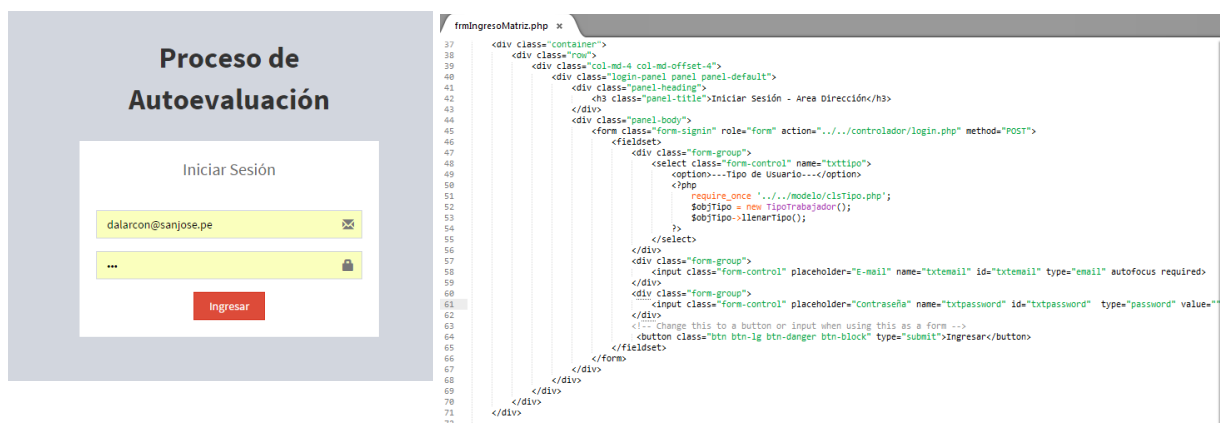 Proceso de
Autoevaluación
Iniciar Sesión
dalarcon@sanjose.pe
•••
Ingresar
frmIngresoMatriz.php ×
37 <div class="container">
38 <div class="row">
39 <div class="col-md-4 col-md-offset-4">
40 <div class="login-panel panel panel-default">
41 <div class="panel-heading">
42 <h3 class="panel-title">Iniciar Sesión - Area Dirección</h3>
43 </div>
44 <div class="panel-body">
45 <form class="form-signin" role="form" action="../../controlador/login.php" method="POST">
46 <fieldset>
47 <div class="form-group">
48 <select class="form-control" name="txttipo">
49 <option>---Tipo de Usuario---</option>
50 <?php
51 require_once '../../modelo/clsTipo.php';
52 $objTipo = new TipoTrabajador();
53 $objTipo->llenarTipo();
54 ?>
55 </select>
56 </div>
57 <div class="form-group">
58 <input class="form-control" placeholder="E-mail" name="txtemail" id="txtemail" type="email" autofocus required>
59 </div>
60 <div class="form-group">
61 <input class="form-control" placeholder="Contraseña" name="txtpassword" id="txtpassword" type="password" value=""
62 </div>
63 <!-- Change this to a button or input when using this as a form -->
64 <button class="btn btn-lg btn-danger btn-block" type="submit">Ingresar</button>
65 </fieldset>
66 </form>
67 </div>
68 </div>
69 </div>
70 </div>
71 </div>